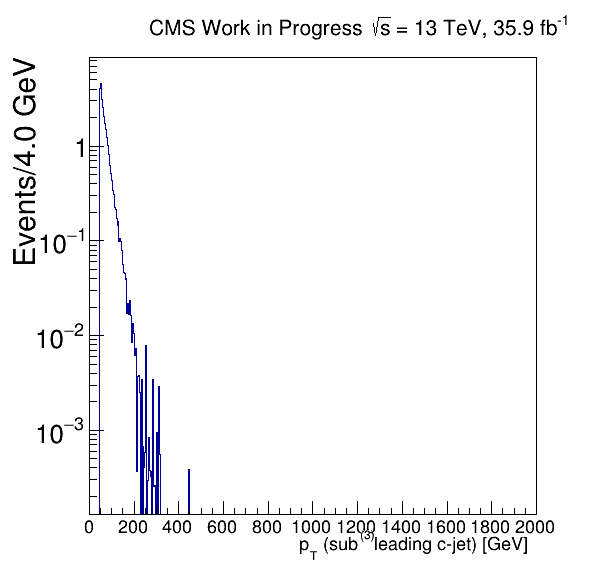 CMS Work in Progress √s = 13 TeV, 35.9 fb⁻¹
Events/4.0 GeV
1
10⁻¹
10⁻²
10⁻³
0 200 400 600 800 1000 1200 1400 1600 1800 2000
p_T (sub⁽³⁾leading c-jet) [GeV]